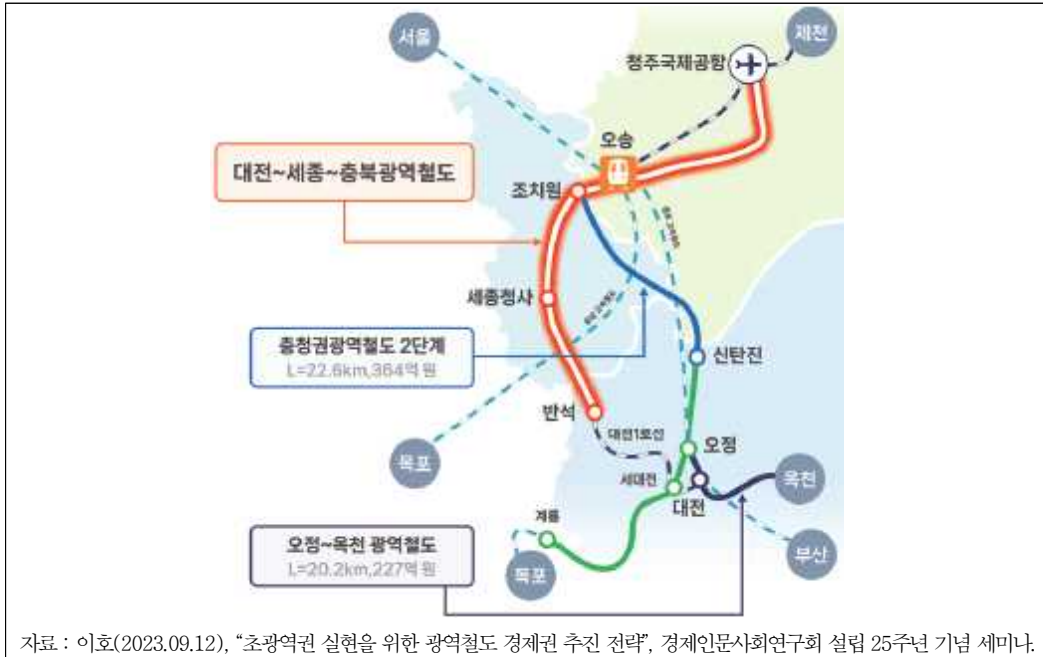 서울
제천
청주국제공항
오송
대전~세종~충북광역철도
조치원
세종청사
충청권광역철도 2단계
L=22.6km,364억 원
신탄진
반석
대전1호선
오정
목포
서대전
대전
옥천
계룡
오정~옥천 광역철도
L=20.2km,227억 원
목포
부산
자료 : 이호(2023.09.12), “초광역권 실현을 위한 광역철도 경제권 추진 전략”, 경제인문사회연구회 설립 25주년 기념 세미나.